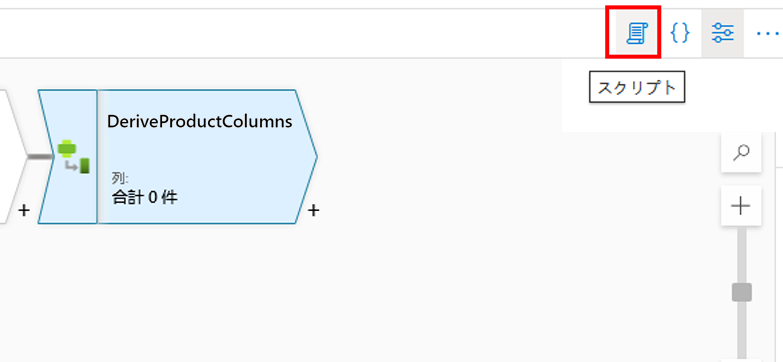 {}
スクリプト
DeriveProductColumns
列:
合計 0 件
+
+